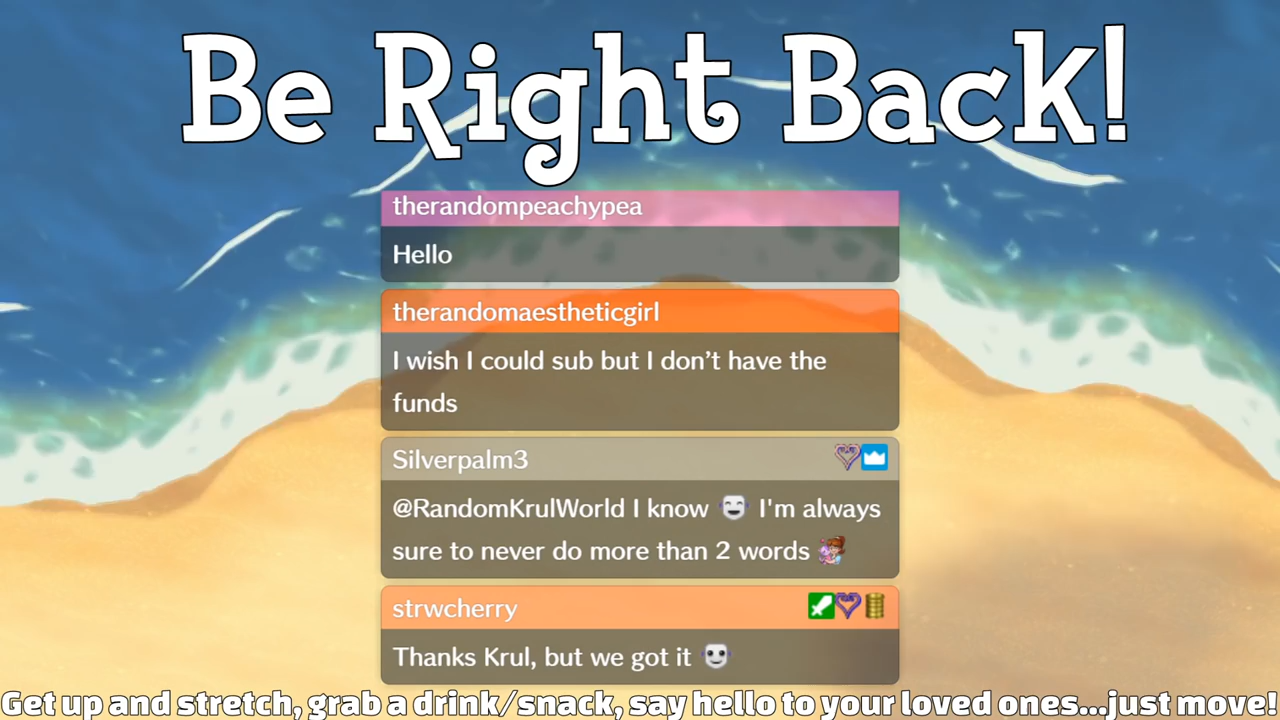 Be Right Back!
therandompeachypea
Hello
therandomaestheticgirl
I wish I could sub but I don’t have the
funds
Silverpalm3
@RandomKrulWorld I know I'm always
sure to never do more than 2 words
strwcherry
Thanks Krul, but we got it
Get up and stretch, grab a drink/snack, say hello to your loved ones...just move!